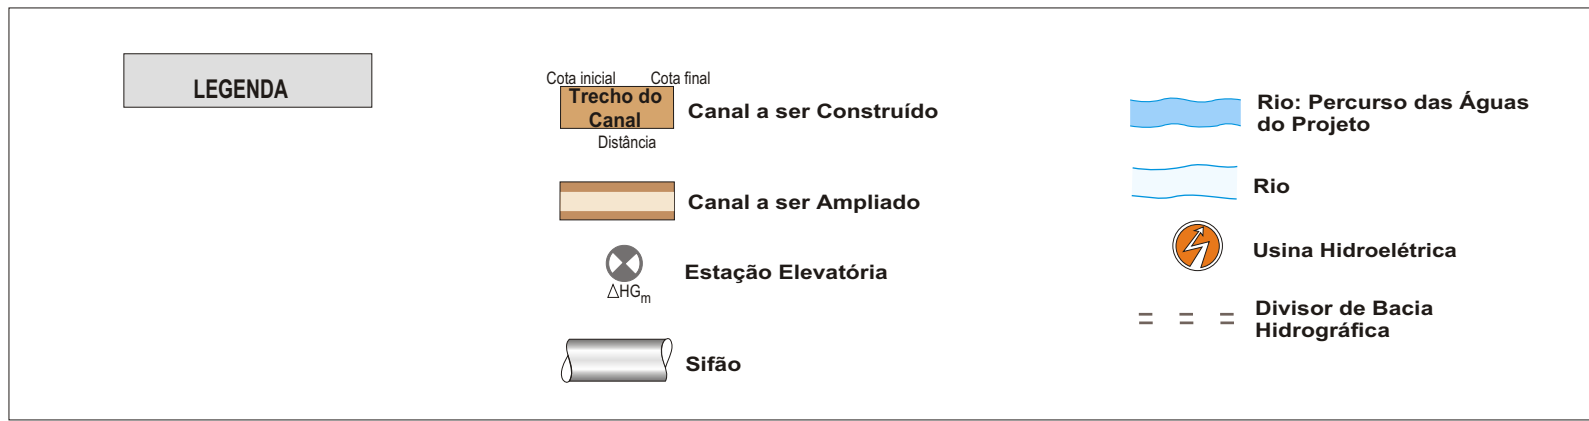 LEGENDA
Cota inicial Cota final
Trecho do
Canal
Distância
Canal a ser Construído
Canal a ser Ampliado
Estação Elevatória
△HGm
Sifão
Rio: Percurso das Águas
do Projeto
Rio
Usina Hidroelétrica
Divisor de Bacia
Hidrográfica